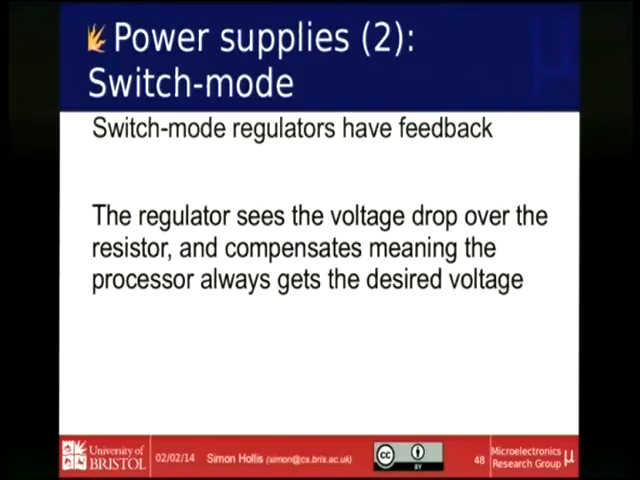 Power supplies (2):
Switch-mode
Switch-mode regulators have feedback
The regulator sees the voltage drop over the
resistor, and compensates meaning the
processor always gets the desired voltage
University of
BRISTOL
02/02/14
Simon Hollis (simon@cs.bris.ac.uk)
cc
BY
48
Microelectronics
Research Group
μ